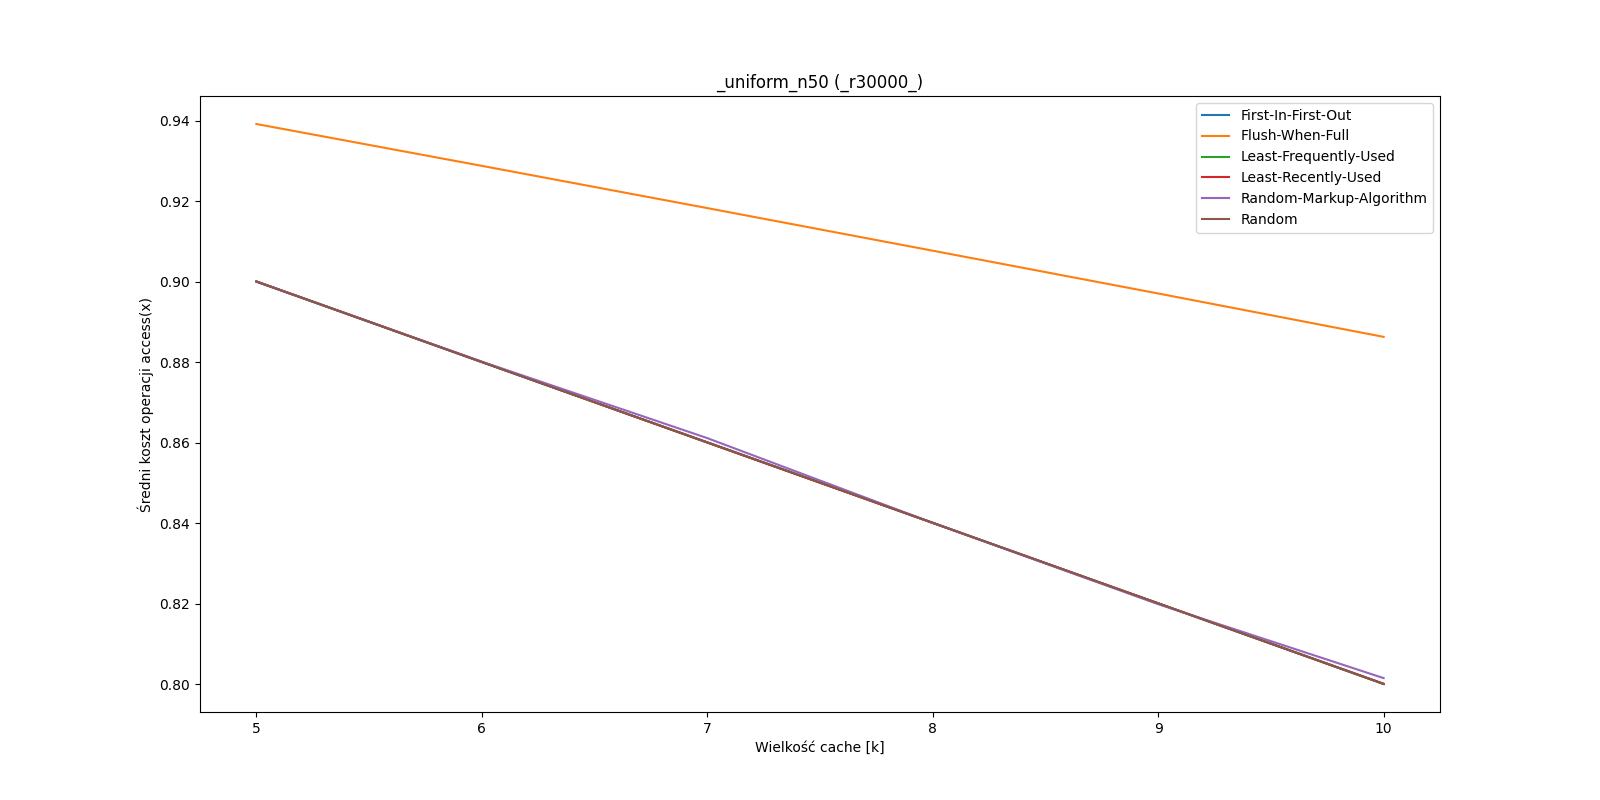 _uniform_n50 (_r30000_)
0.94
0.92
0.90
0.88
0.86
0.84
0.82
0.80
Średni koszt operacji access(x)
First-In-First-Out
Flush-When-Full
Least-Frequently-Used
Least-Recently-Used
Random-Markup-Algorithm
Random
5 6 7 8 9 10
Wielkość cache [k]